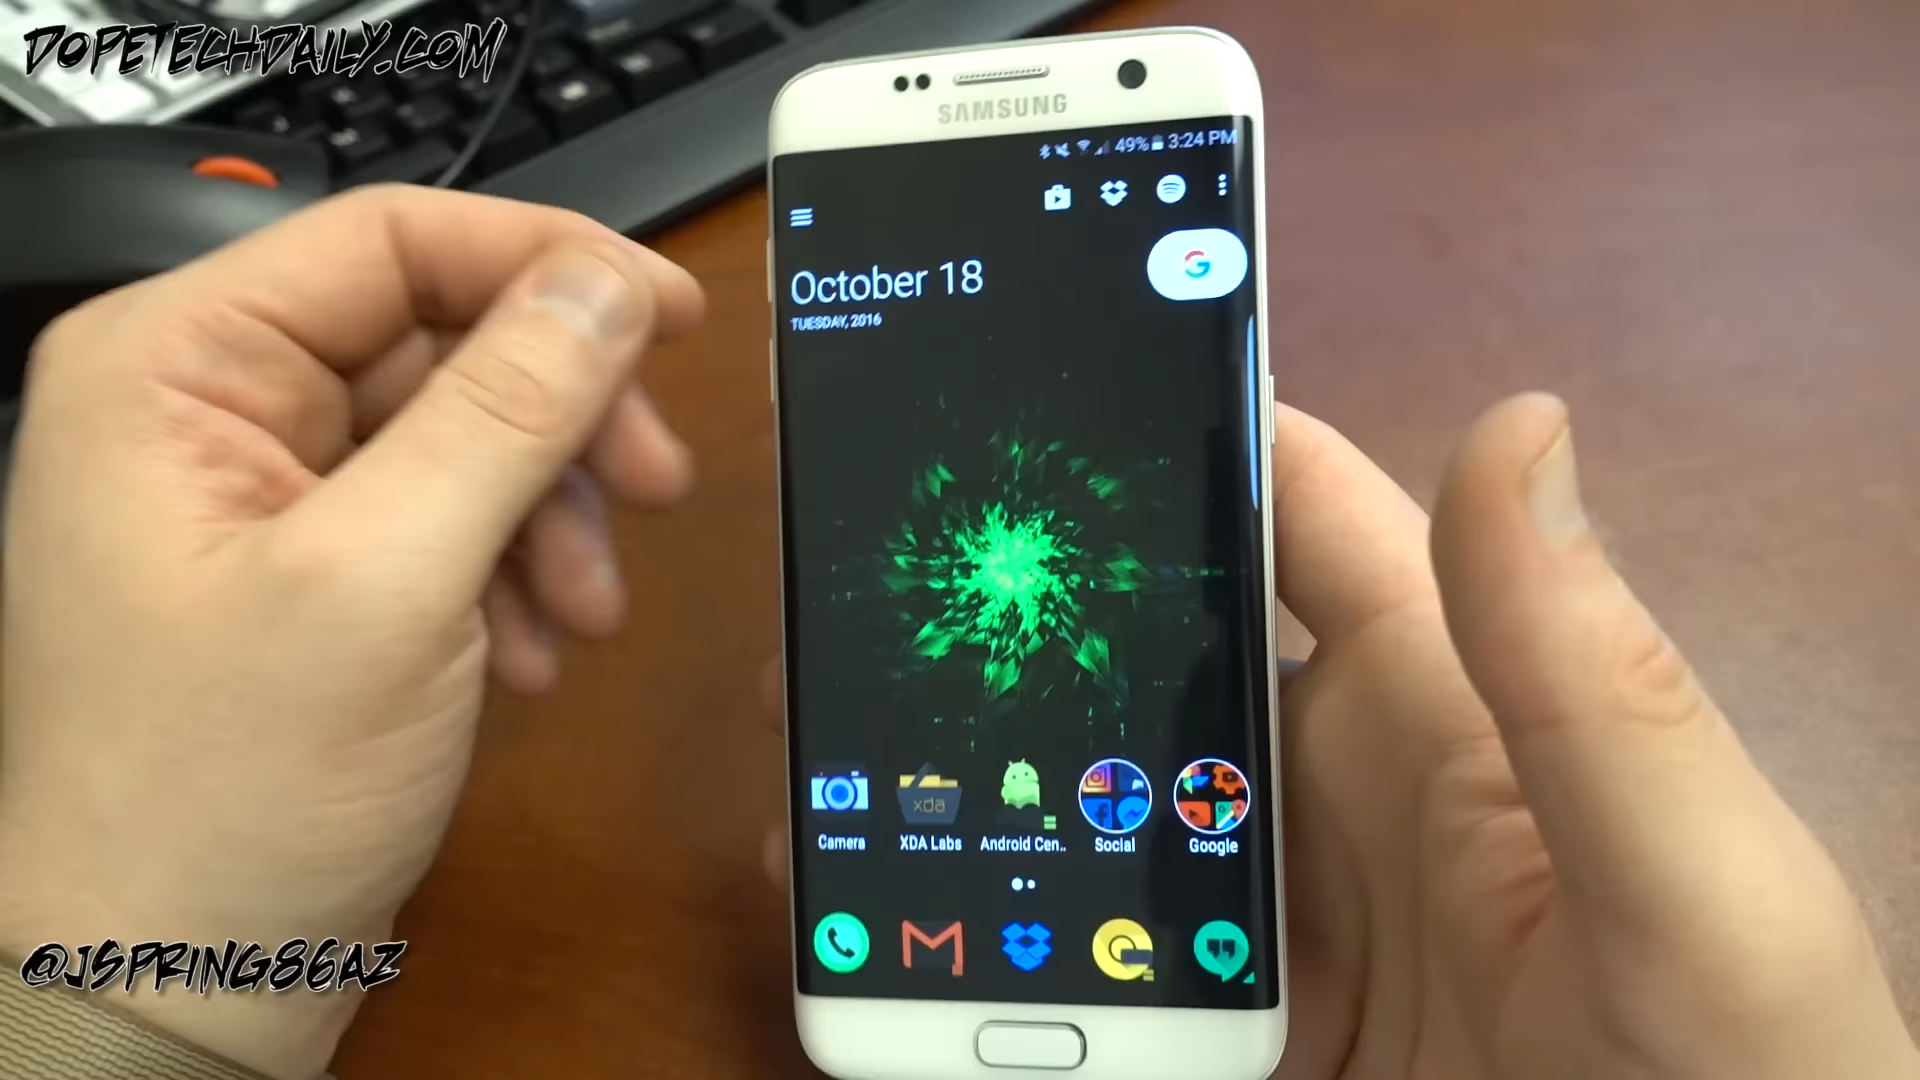 DOPETECHDAILY.COM
SAMSUNG
49% 3:24 PM
October 18
TUESDAY, 2016
G
xda
Camera
XDA Labs
Android Cen..
Social
Google
@JSPRING86AZ